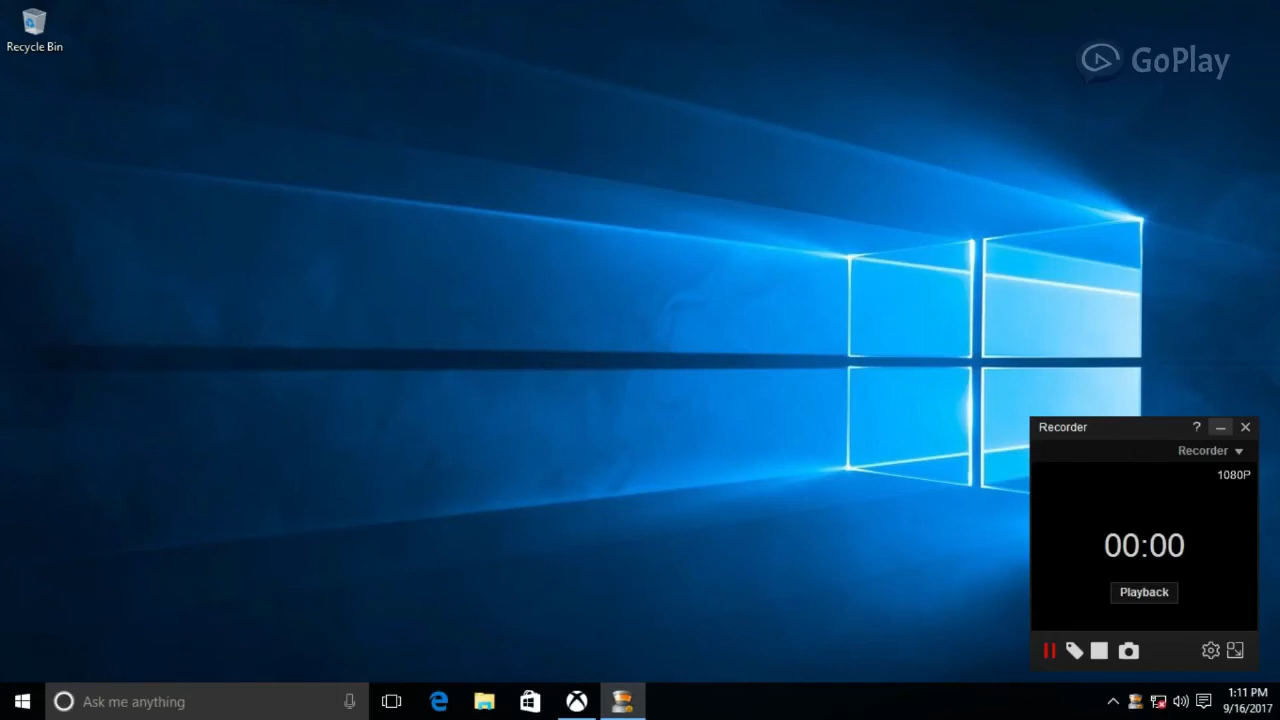 Recycle Bin
GoPlay
Recorder
Recorder
1080P
00:00
Playback
Ask me anything
1:11 PM
9/16/2017